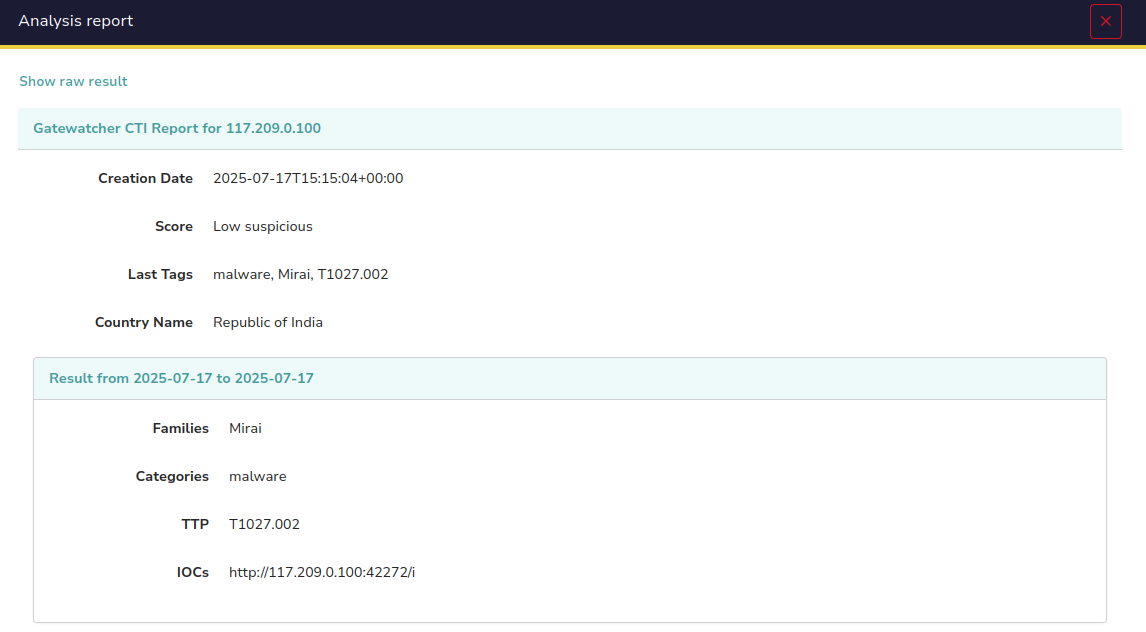 Analysis report
Show raw result
Gatewatcher CTI Report for 117.209.0.100
Creation Date 2025-07-17T15:15:04+00:00
Score Low suspicious
Last Tags malware, Mirai, T1027.002
Country Name Republic of India
Result from 2025-07-17 to 2025-07-17
Families Mirai
Categories malware
TTP T1027.002
IOCs http://117.209.0.100:42272/i